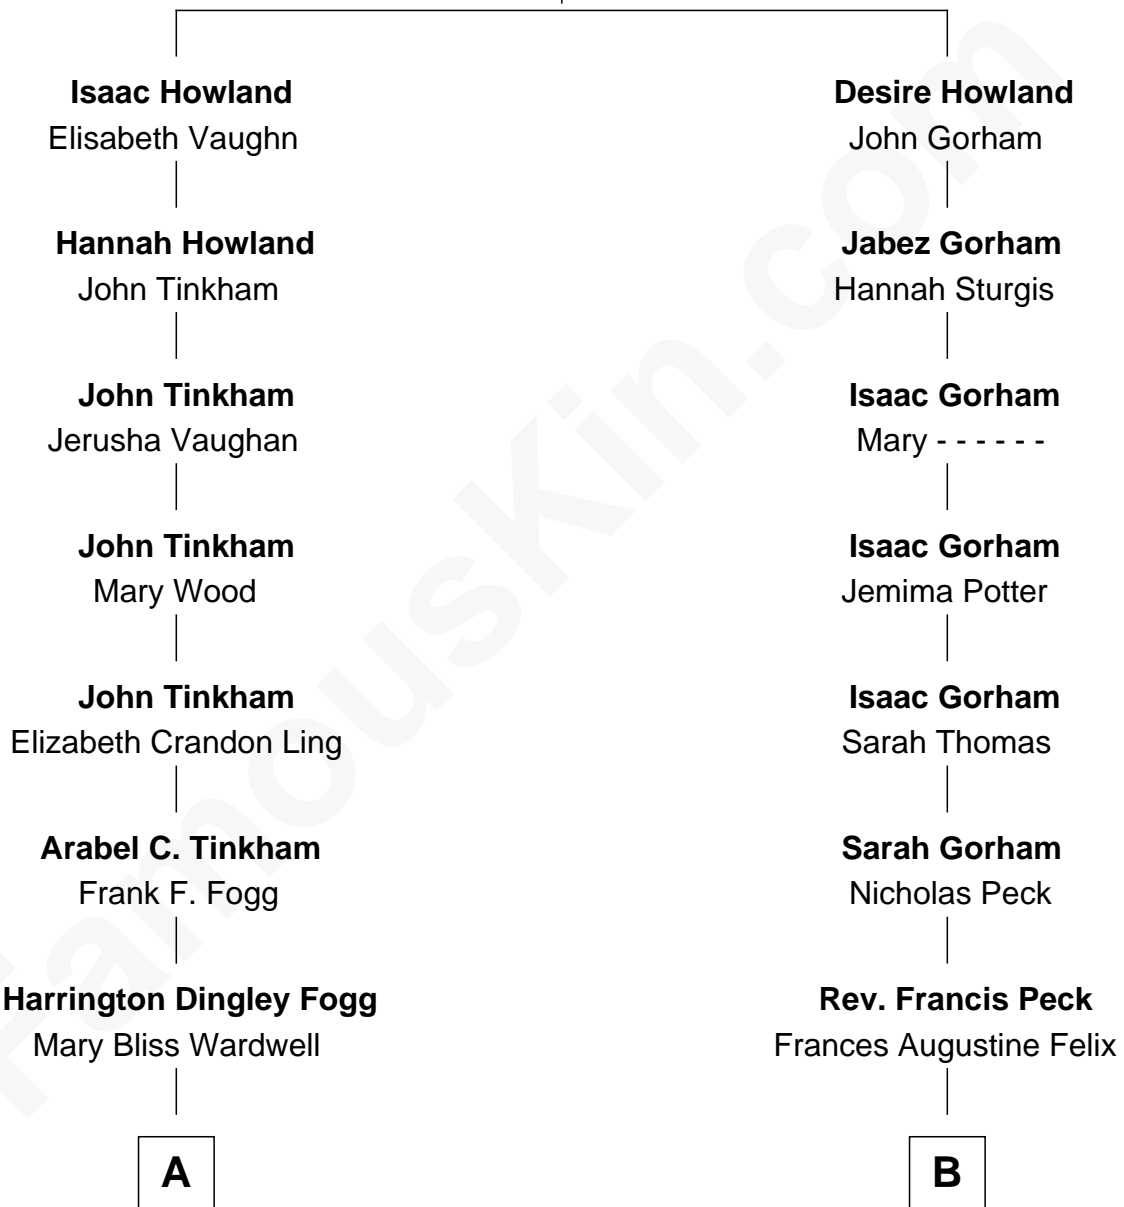 Isaac Howland
Elisabeth Vaughn
Desire Howland
John Gorham
Hannah Howland
John Tinkham
Jabez Gorham
Hannah Sturgis
John Tinkham
Jerusha Vaughan
Isaac Gorham
Mary - - - - - -
John Tinkham
Mary Wood
Isaac Gorham
Jemima Potter
John Tinkham
Elizabeth Crandon Ling
Isaac Gorham
Sarah Thomas
Arabel C. Tinkham
Frank F. Fogg
Sarah Gorham
Nicholas Peck
Harrington Dingley Fogg
Mary Bliss Wardwell
Rev. Francis Peck
Frances Augustine Felix
A
B
FamousKin.com